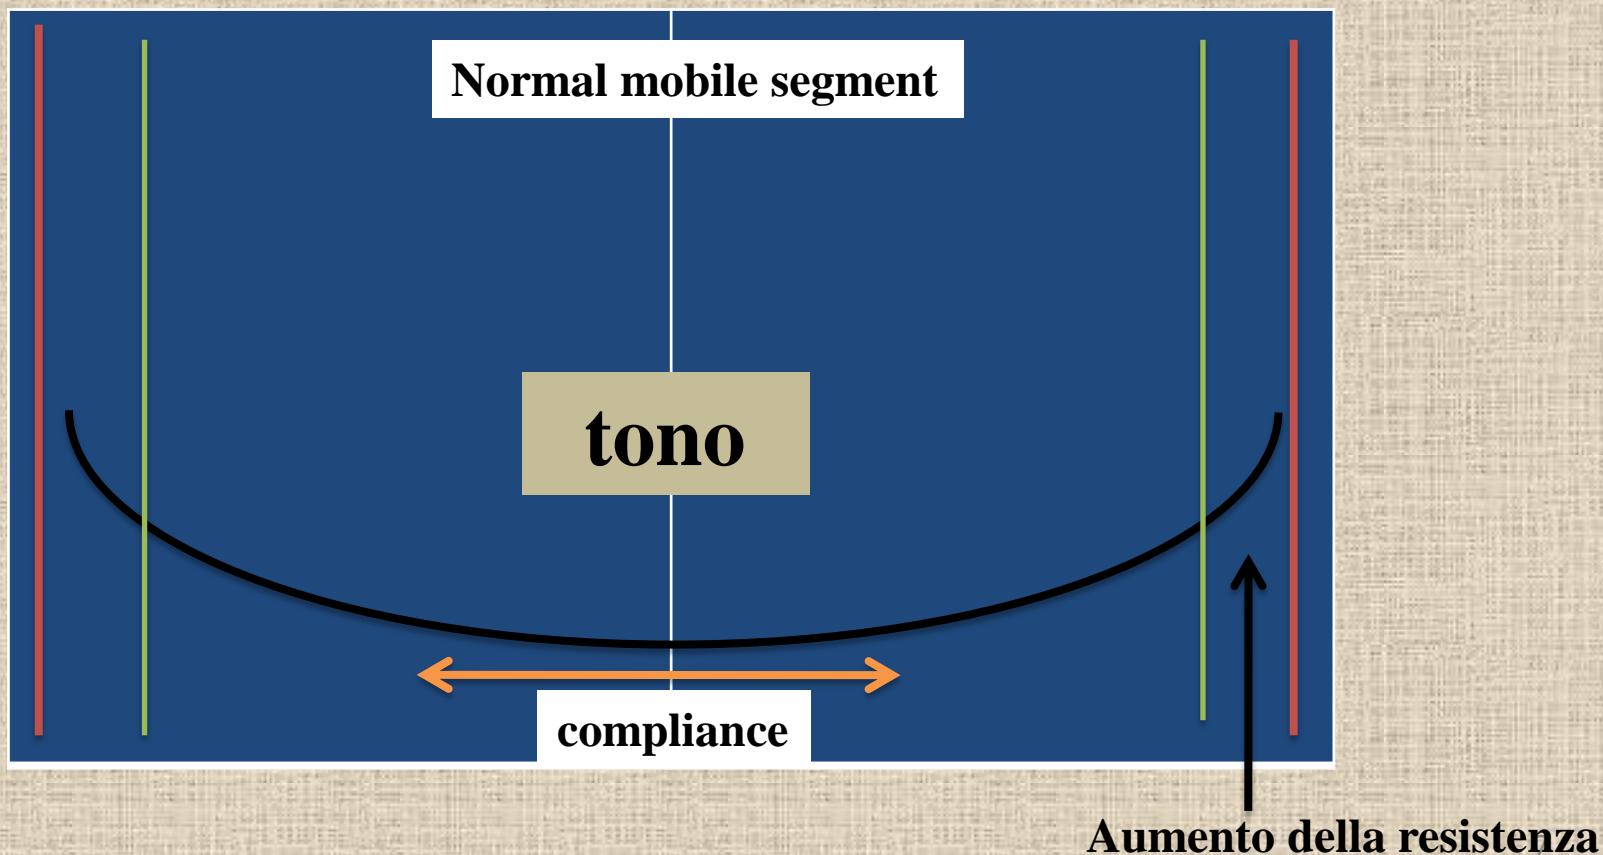 Normal mobile segment
tono
compliance
Aumento della resistenza